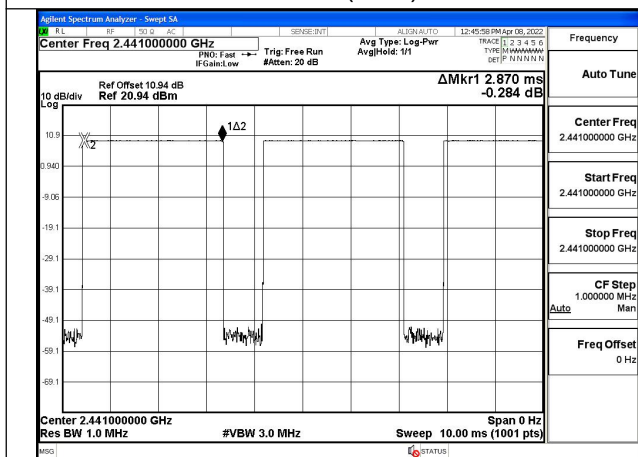 Agilent Spectrum Analyzer - Swept SA
RL RF 50 Ω AC SENSE:INT ALIGN AUTO 12:45:58 PM Apr 08, 2022
Center Freq 2.441000000 GHz
PNO: Fast
IFGain:Low
Trig: Free Run
#Atten: 20 dB
Avg Type: Log-Pwr
Avg|Hold: 1/1
TRACE 1 2 3 4 5 6
TYPE M
DET P N N N N N
Frequency
Auto Tune
Center Freq
2.441000000 GHz
Start Freq
2.441000000 GHz
Stop Freq
2.441000000 GHz
CF Step
1.000000 MHz
Auto Man
Freq Offset
0 Hz
ΔMkr1 2.870 ms
-0.284 dB
Ref Offset 10.94 dB
10 dB/div Ref 20.94 dBm
Log
10.9
0.940
-9.06
-19.1
-29.1
-39.1
-49.1
-59.1
-69.1
1Δ2
2
Center 2.441000000 GHz Span 0 Hz
Res BW 1.0 MHz #VBW 3.0 MHz Sweep 10.00 ms (1001 pts)
MSG STATUS